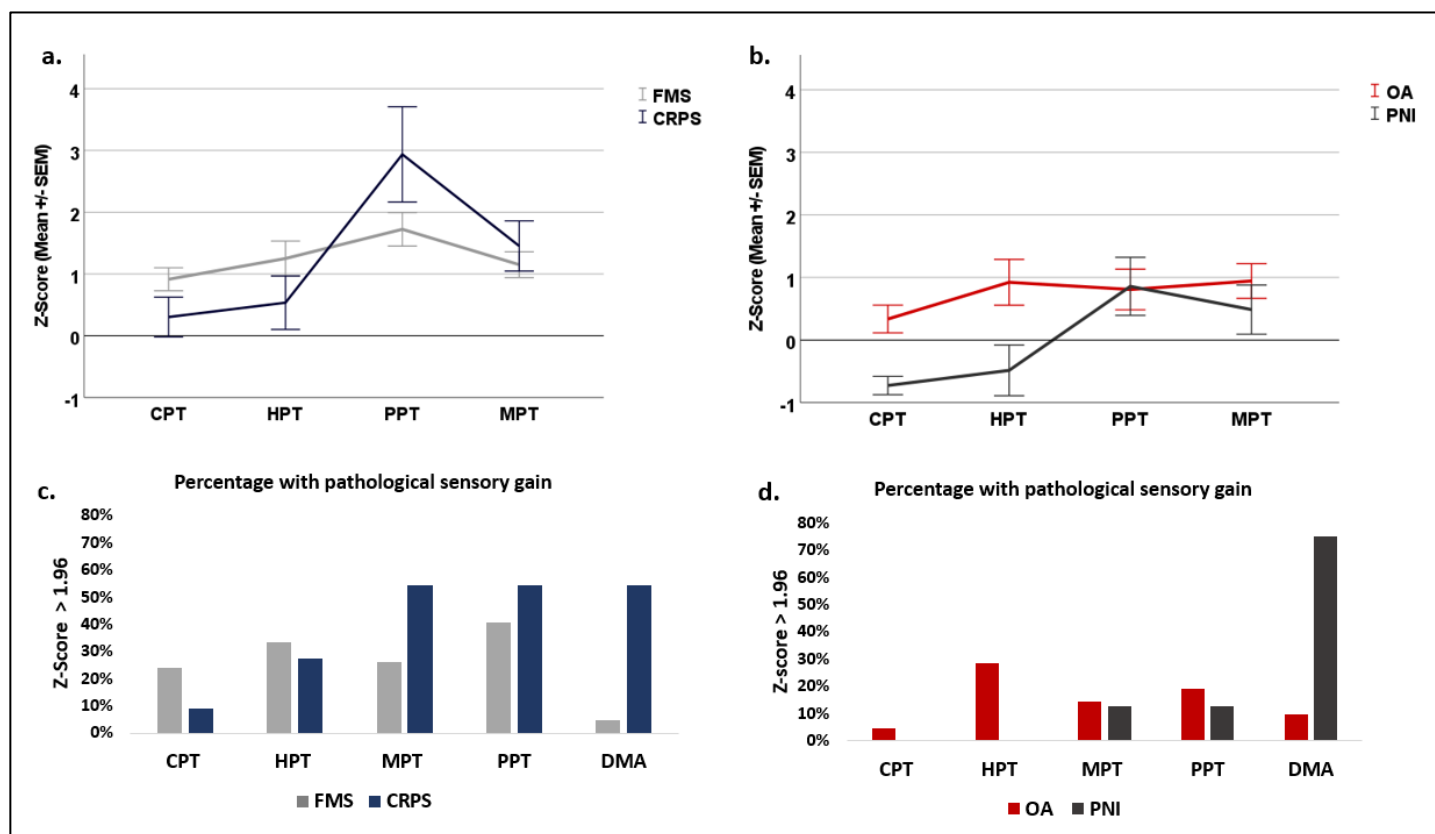 a.
Z-Score (Mean +/- SEM)
4
3
2
1
0
-1
CPT HPT PPT MPT
FMS
CRPS
b.
Z-Score (Mean +/- SEM)
4
3
2
1
0
-1
CPT HPT PPT MPT
OA
PNI
c.
Percentage with pathological sensory gain
Z-Score > 1.96
80%
70%
60%
50%
40%
30%
20%
10%
0%
CPT HPT MPT PPT DMA
FMS CRPS
d.
Percentage with pathological sensory gain
Z-score > 1.96
80%
70%
60%
50%
40%
30%
20%
10%
0%
CPT HPT MPT PPT DMA
OA PNI